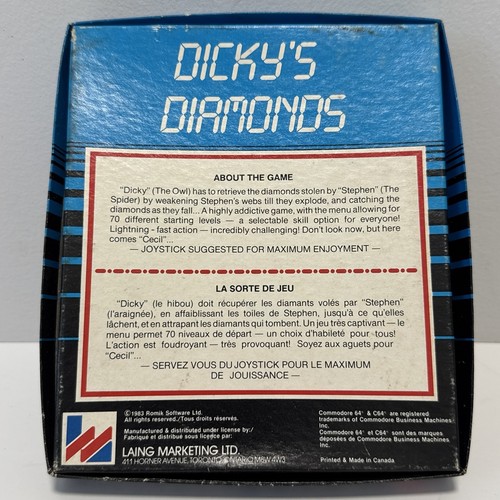 DICKY'S
DIAMONDS
ABOUT THE GAME
"Dicky" (The Owl) has to retrieve the diamonds stolen by "Stephen" (The
Spider) by weakening Stephen's webs till they explode, and catching the
diamonds as they fall... A highly addictive game, with the menu allowing for
70 different starting levels — a selectable skill option for everyone!
Lightning - fast action — incredibly challenging! Don't look now, but here
comes "Cecil"...
— JOYSTICK SUGGESTED FOR MAXIMUM ENJOYMENT —
LA SORTE DE JEU
"Dicky" (le hibou) doit récupérer les diamants volés par "Stephen"
(l'araignée), en affaiblissant les toiles de Stephen, jusqu'à ce qu'elles
lâchent, et en attrapant les diamants qui tombent. Un jeu très captivant — le
menu permet 70 niveaux de départ — un choix d'habileté pour tous!
L'action est foudroyant — très provoquant! Soyez aux aguets pour
"Cecil"...
— SERVEZ VOUS DU JOYSTICK POUR LE MAXIMUM
DE JOUISSANCE —
©1983 Romik Software Ltd.
All rights reserved./Tous droits réservés.
Manufactured & distributed under license by:/
Fabriqué et distribué sous licence par:
LAING MARKETING LTD.
411 HORNER AVENUE, TORONTO, ONTARIO M8W 4W3
Commodore 64® & C64® are registered
trademarks of Commodore Business Machines
Inc.
Commodore 64® et C64® sont des marques
déposées de Commodore Business Machines
Inc.
Printed & Made in Canada